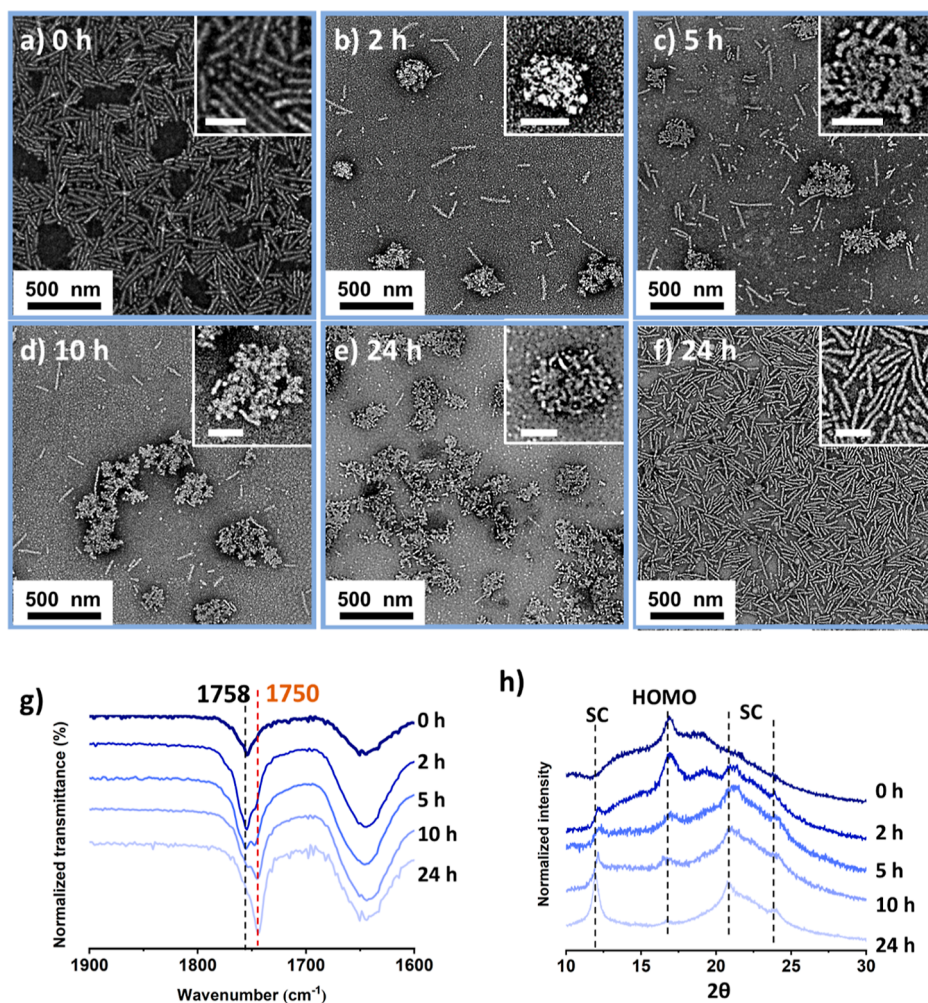 a) 0 h
b) 2 h
c) 5 h
500 nm
500 nm
500 nm
d) 10 h
e) 24 h
f) 24 h
500 nm
500 nm
500 nm
g)
1758
1750
0 h
2 h
5 h
10 h
24 h
Normalized transmittance (%)
1900
1800
1700
1600
Wavenumber (cm⁻¹)
h)
SC
HOMO
SC
0 h
2 h
5 h
10 h
24 h
Normalized intensity
10
15
20
25
30
2θ